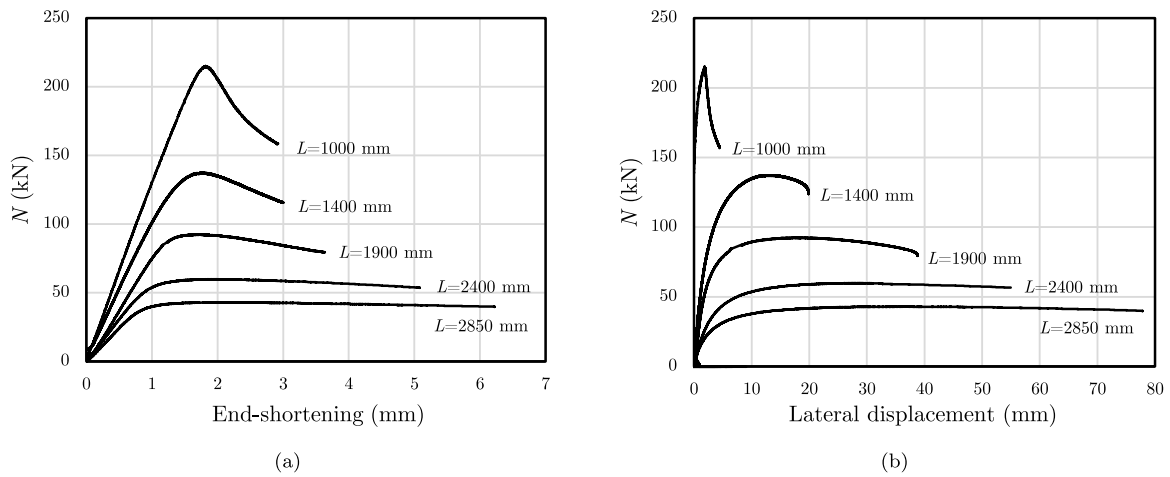 250
200
150
100
50
0
N (kN)
L=1000 mm
L=1400 mm
L=1900 mm
L=2400 mm
L=2850 mm
0 1 2 3 4 5 6 7
End-shortening (mm)
(a)
250
200
150
100
50
0
N (kN)
L=1000 mm
L=1400 mm
L=1900 mm
L=2400 mm
L=2850 mm
0 10 20 30 40 50 60 70 80
Lateral displacement (mm)
(b)